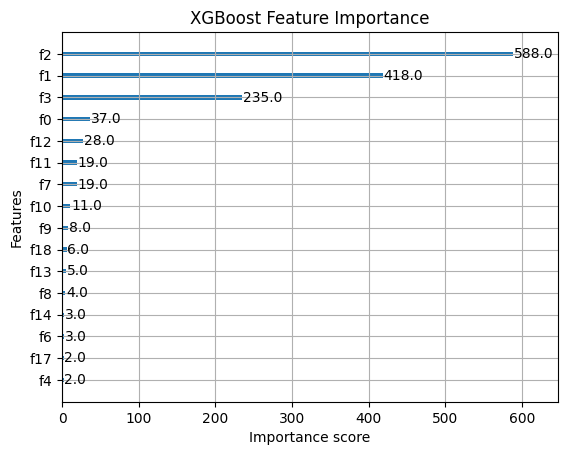 XGBoost Feature Importance
Features
f2 588.0
f1 418.0
f3 235.0
f0 37.0
f12 28.0
f11 19.0
f7 19.0
f10 11.0
f9 8.0
f18 6.0
f13 5.0
f8 4.0
f14 3.0
f6 3.0
f17 2.0
f4 2.0
0 100 200 300 400 500 600
Importance score